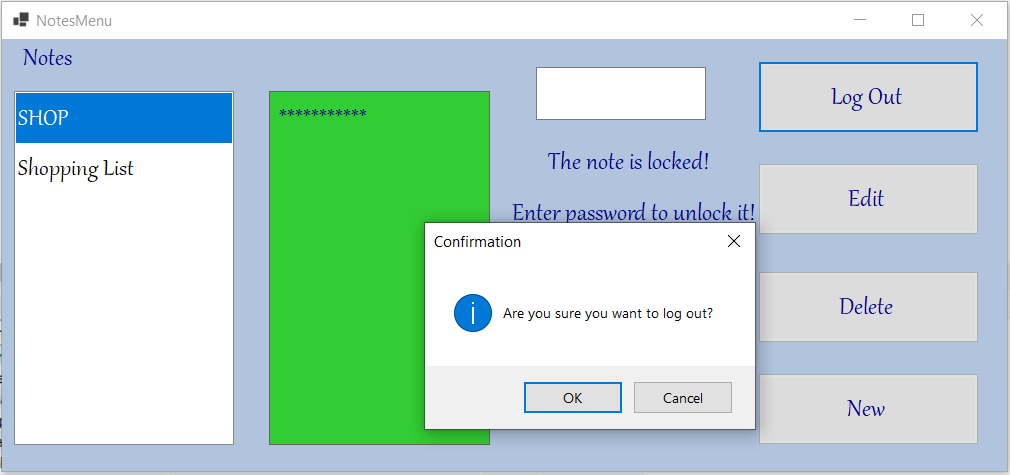 NotesMenu
Notes
SHOP
Shopping List
***********
The note is locked!
Enter password to unlock it!
Log Out
Edit
Delete
New
Confirmation
Are you sure you want to log out?
OK
Cancel